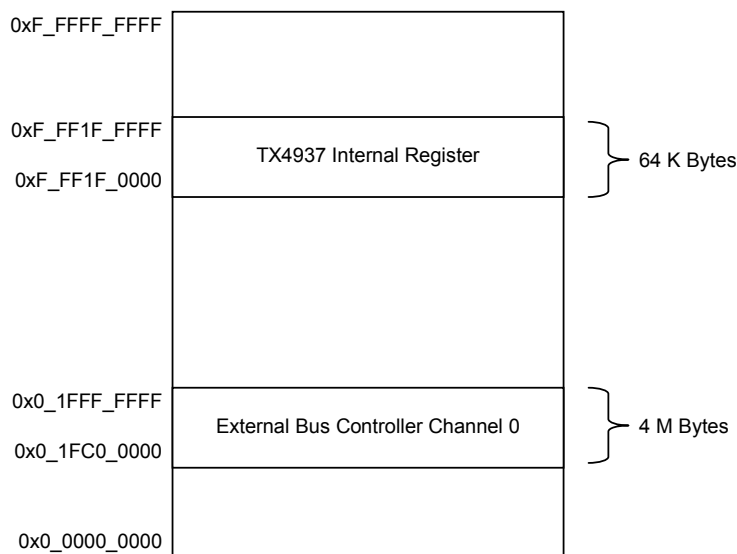 0xF_FFFF_FFFF
0xF_FF1F_FFFF
TX4937 Internal Register
64 K Bytes
0xF_FF1F_0000
0x0_1FFF_FFFF
External Bus Controller Channel 0
4 M Bytes
0x0_1FC0_0000
0x0_0000_0000